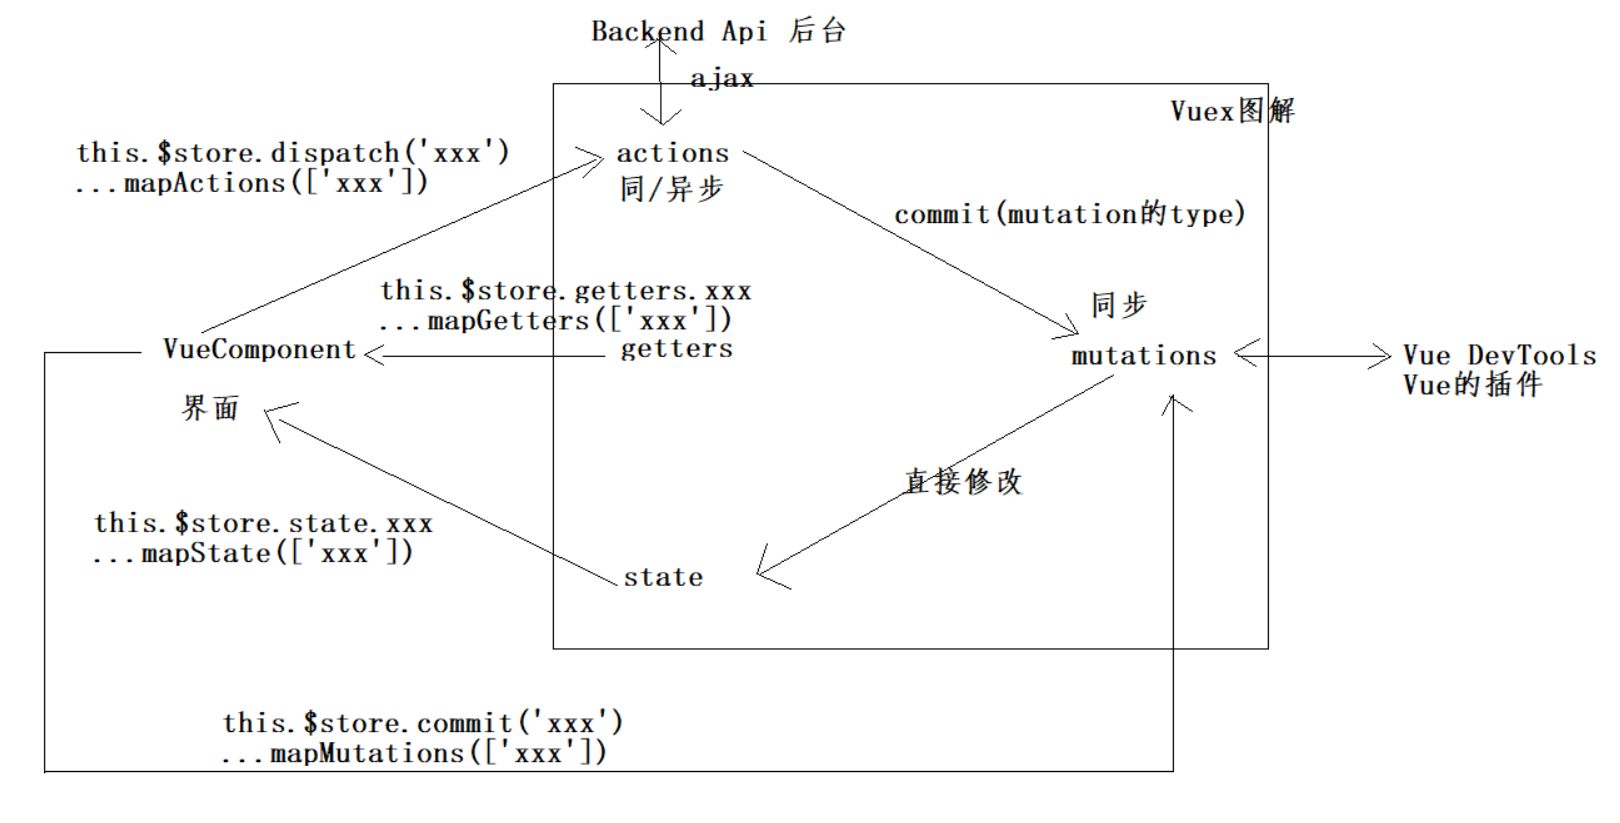 Backend Api 后台
ajax
Vuex图解
this.$store.dispatch('xxx')
...mapActions(['xxx'])
actions
同/异步
commit(mutation的type)
this.$store.getters.xxx
...mapGetters(['xxx'])
getters
同步
VueComponent
界面
mutations
Vue DevTools
Vue的插件
直接修改
this.$store.state.xxx
...mapState(['xxx'])
state
this.$store.commit('xxx')
...mapMutations(['xxx'])